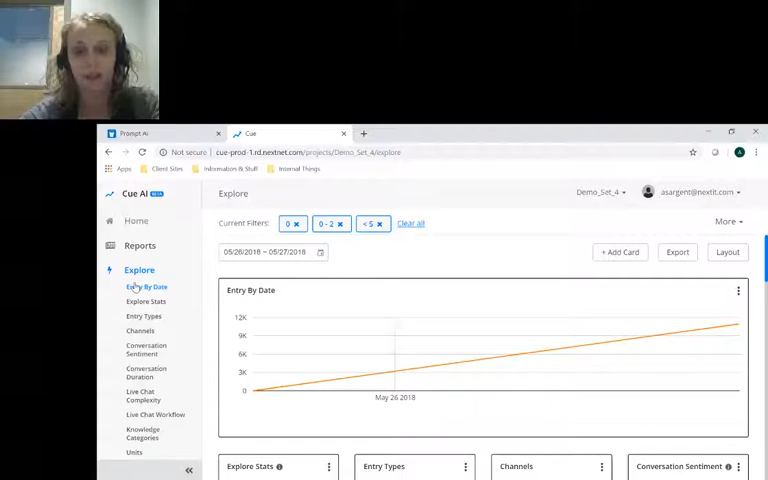 Prompt AI
Cue
Not secure
cue-prod-1.rd.nextnet.com/projects/Demo_Set_4/explore
A
Apps
Client Sites
Information & Stuff
Internal Things
Cue AI BETA
Explore
Demo_Set_4
asargent@nextit.com
Home
Current Filters:
0
0 - 2
< 5
Clear all
More
Reports
05/26/2018 ~ 05/27/2018
+ Add Card
Export
Layout
Explore
Entry By Date
Explore Stats
Entry Types
Channels
Conversation
Sentiment
Conversation
Duration
Live Chat
Complexity
Live Chat Workflow
Knowledge
Categories
Units
Entry By Date
12K
9K
6K
3K
0
May 26 2018
Explore Stats
Entry Types
Channels
Conversation Sentiment